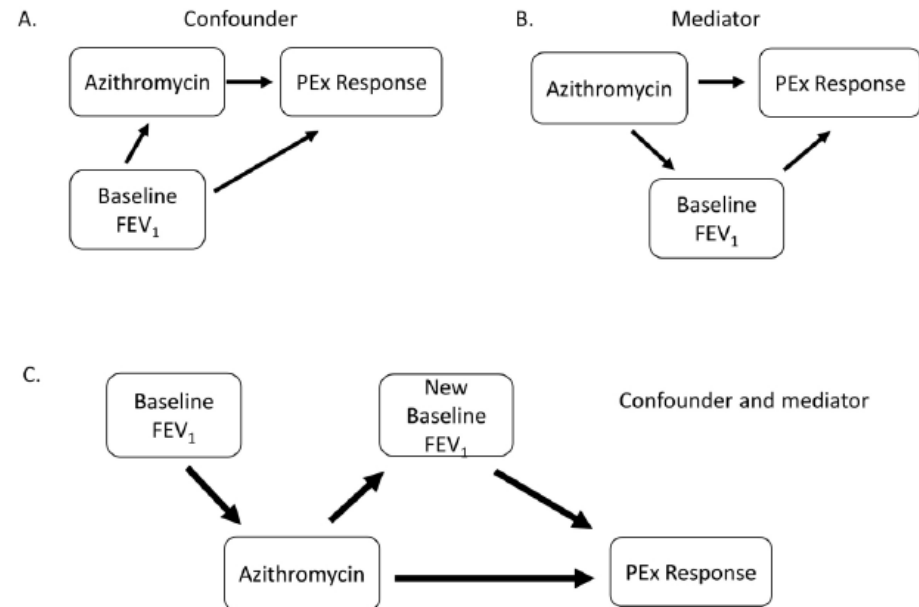 A.
Confounder
Azithromycin
PEx Response
Baseline
FEV₁
B.
Mediator
Azithromycin
PEx Response
Baseline
FEV₁
C.
Baseline
FEV₁
New
Baseline
FEV₁
Confounder and mediator
Azithromycin
PEx Response